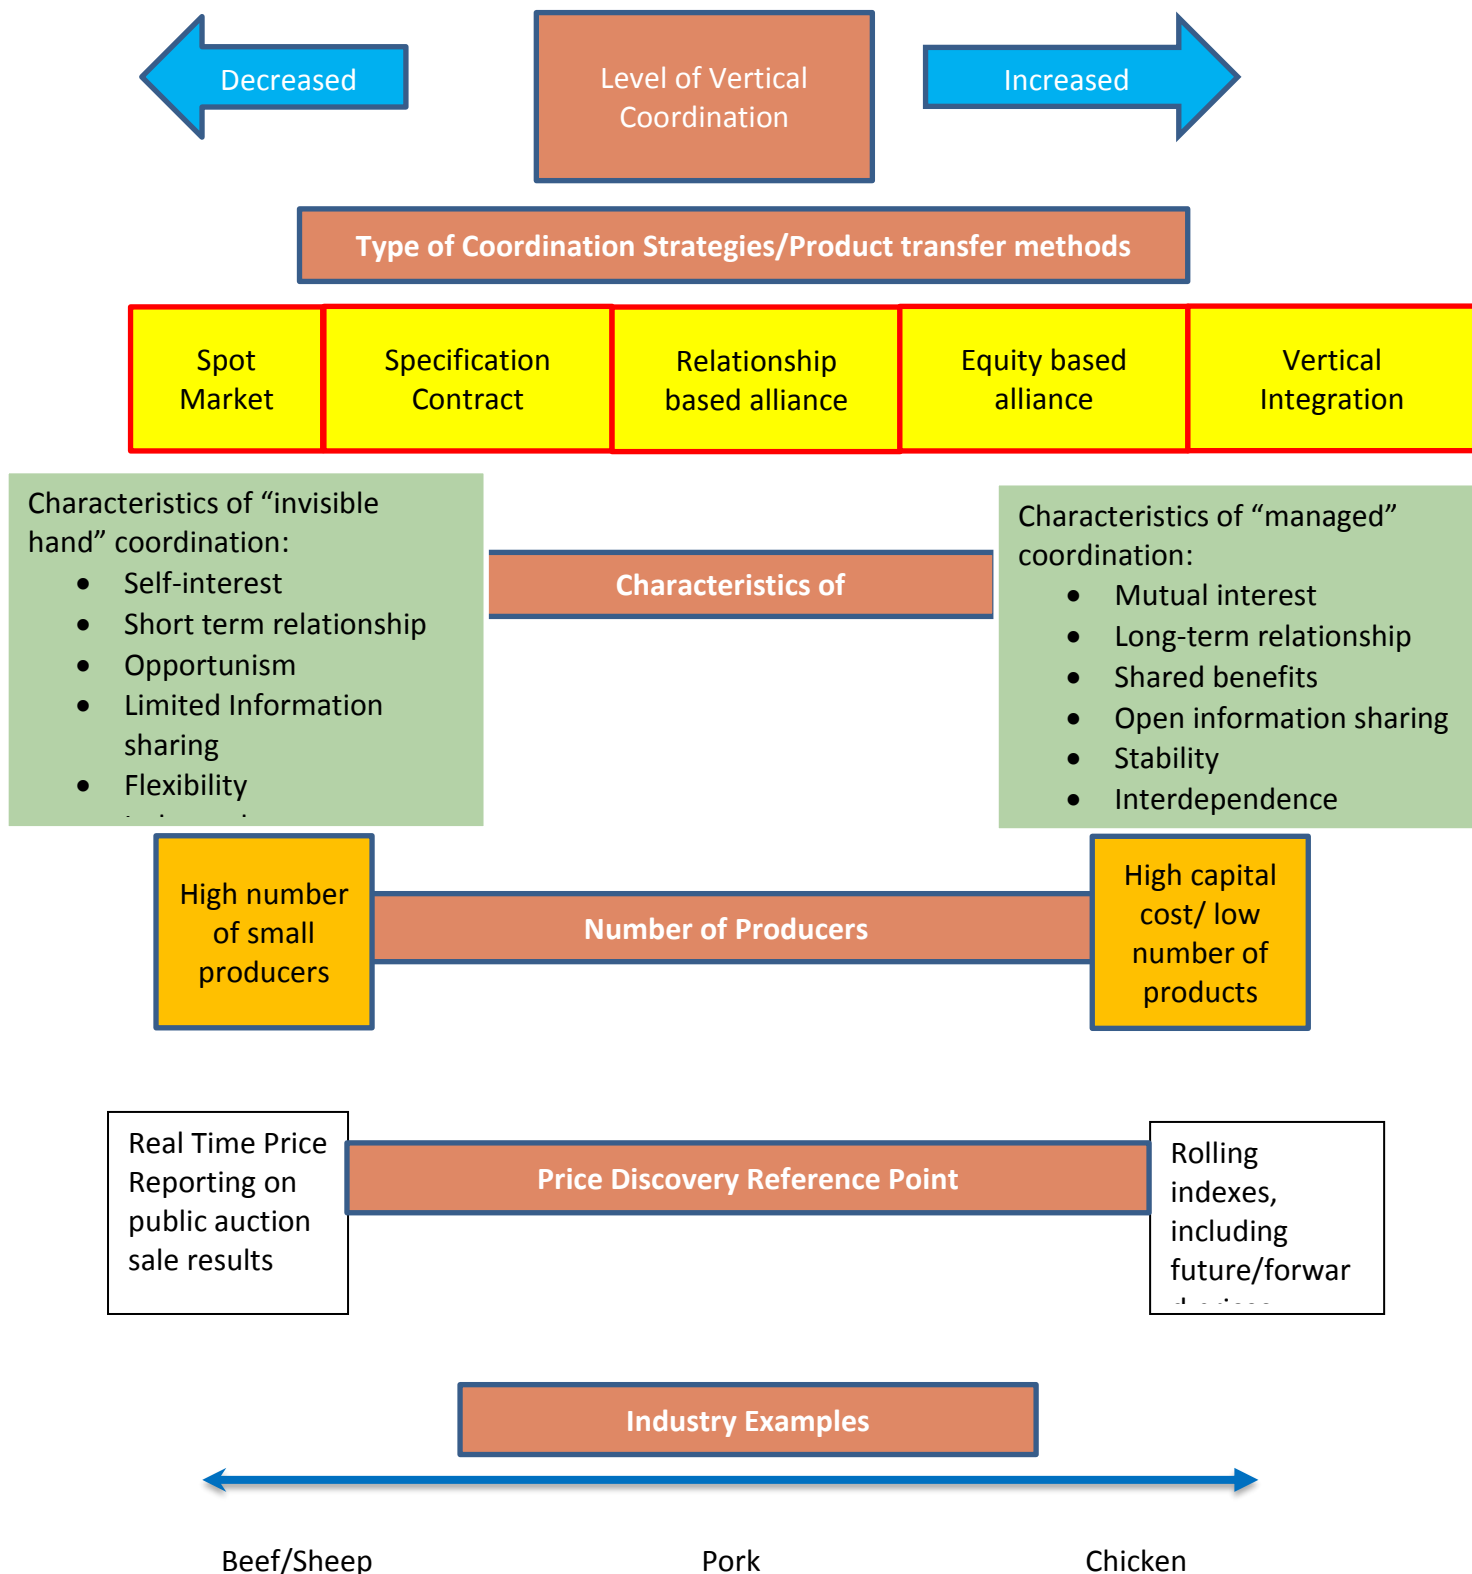 Decreased
Level of Vertical
Coordination
Increased
Type of Coordination Strategies/Product transfer methods
Spot
Market
Specification
Contract
Relationship
based alliance
Equity based
alliance
Vertical
Integration
Characteristics of “invisible
hand” coordination:
• Self-interest
• Short term relationship
• Opportunism
• Limited Information
sharing
• Flexibility
Characteristics of
Characteristics of “managed”
coordination:
• Mutual interest
• Long-term relationship
• Shared benefits
• Open information sharing
• Stability
• Interdependence
High number
of small
producers
Number of Producers
High capital
cost/ low
number of
products
Real Time Price
Reporting on
public auction
sale results
Price Discovery Reference Point
Rolling
indexes,
including
future/forwar
Industry Examples
Beef/Sheep
Pork
Chicken